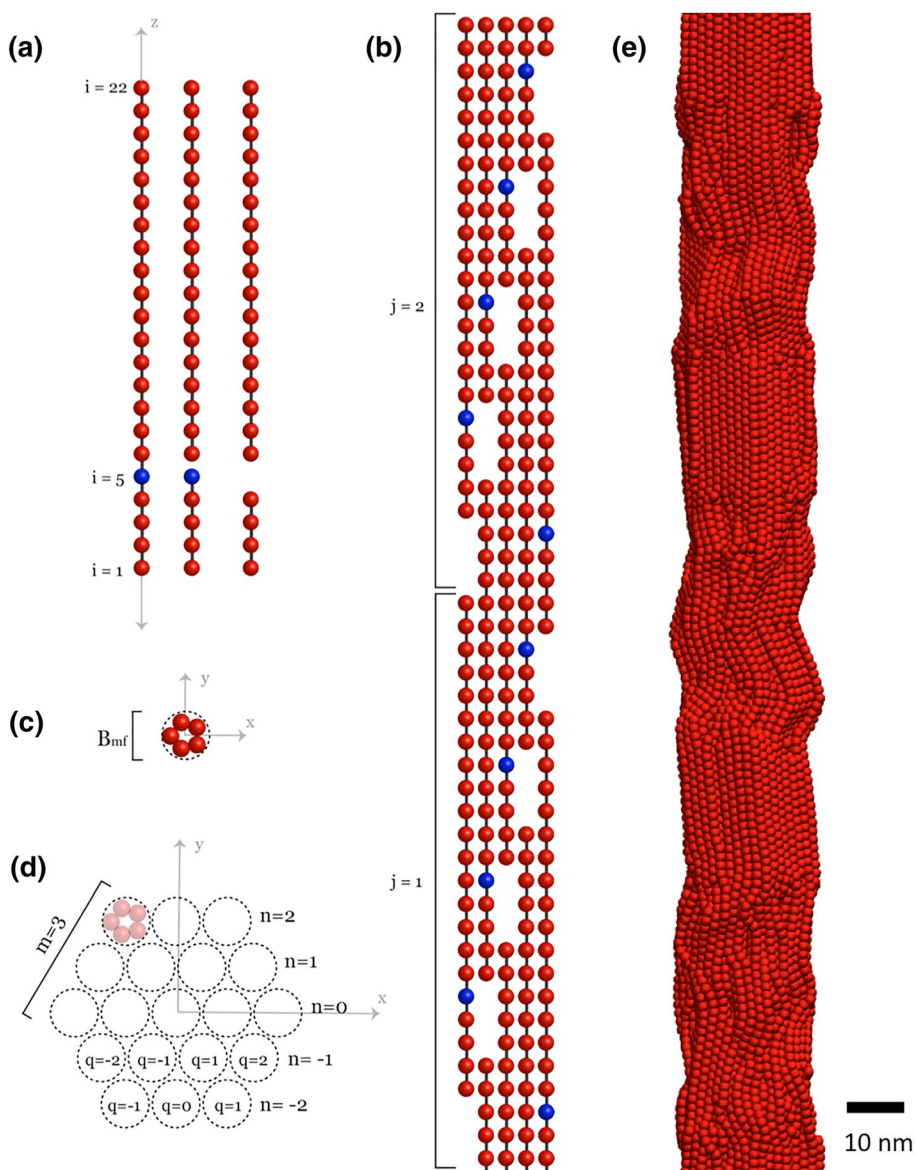 (a)
z
i = 22
i = 5
i = 1
(b)
j = 2
j = 1
(c)
y
x
Bmf
(d)
y
x
m=3
n=2
n=1
n=0
q=-2 q=-1 q=1 q=2 n= -1
q=-1 q=0 q=1 n= -2
(e)
10 nm